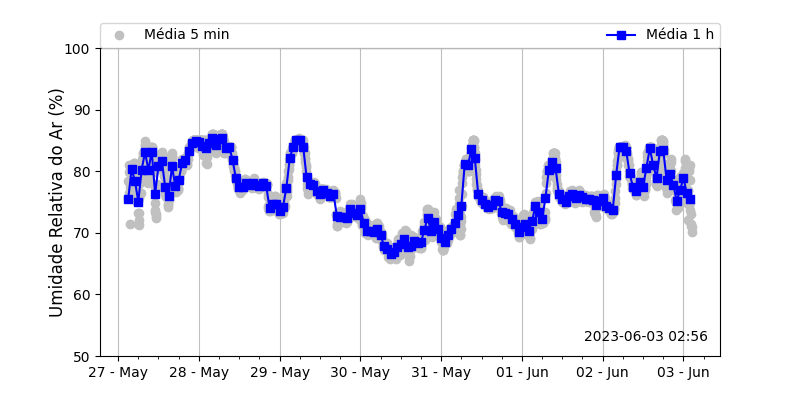 Média 5 min
Média 1 h
Umidade Relativa do Ar (%)
100
90
80
70
60
50
2023-06-03 02:56
27 - May
28 - May
29 - May
30 - May
31 - May
01 - Jun
02 - Jun
03 - Jun